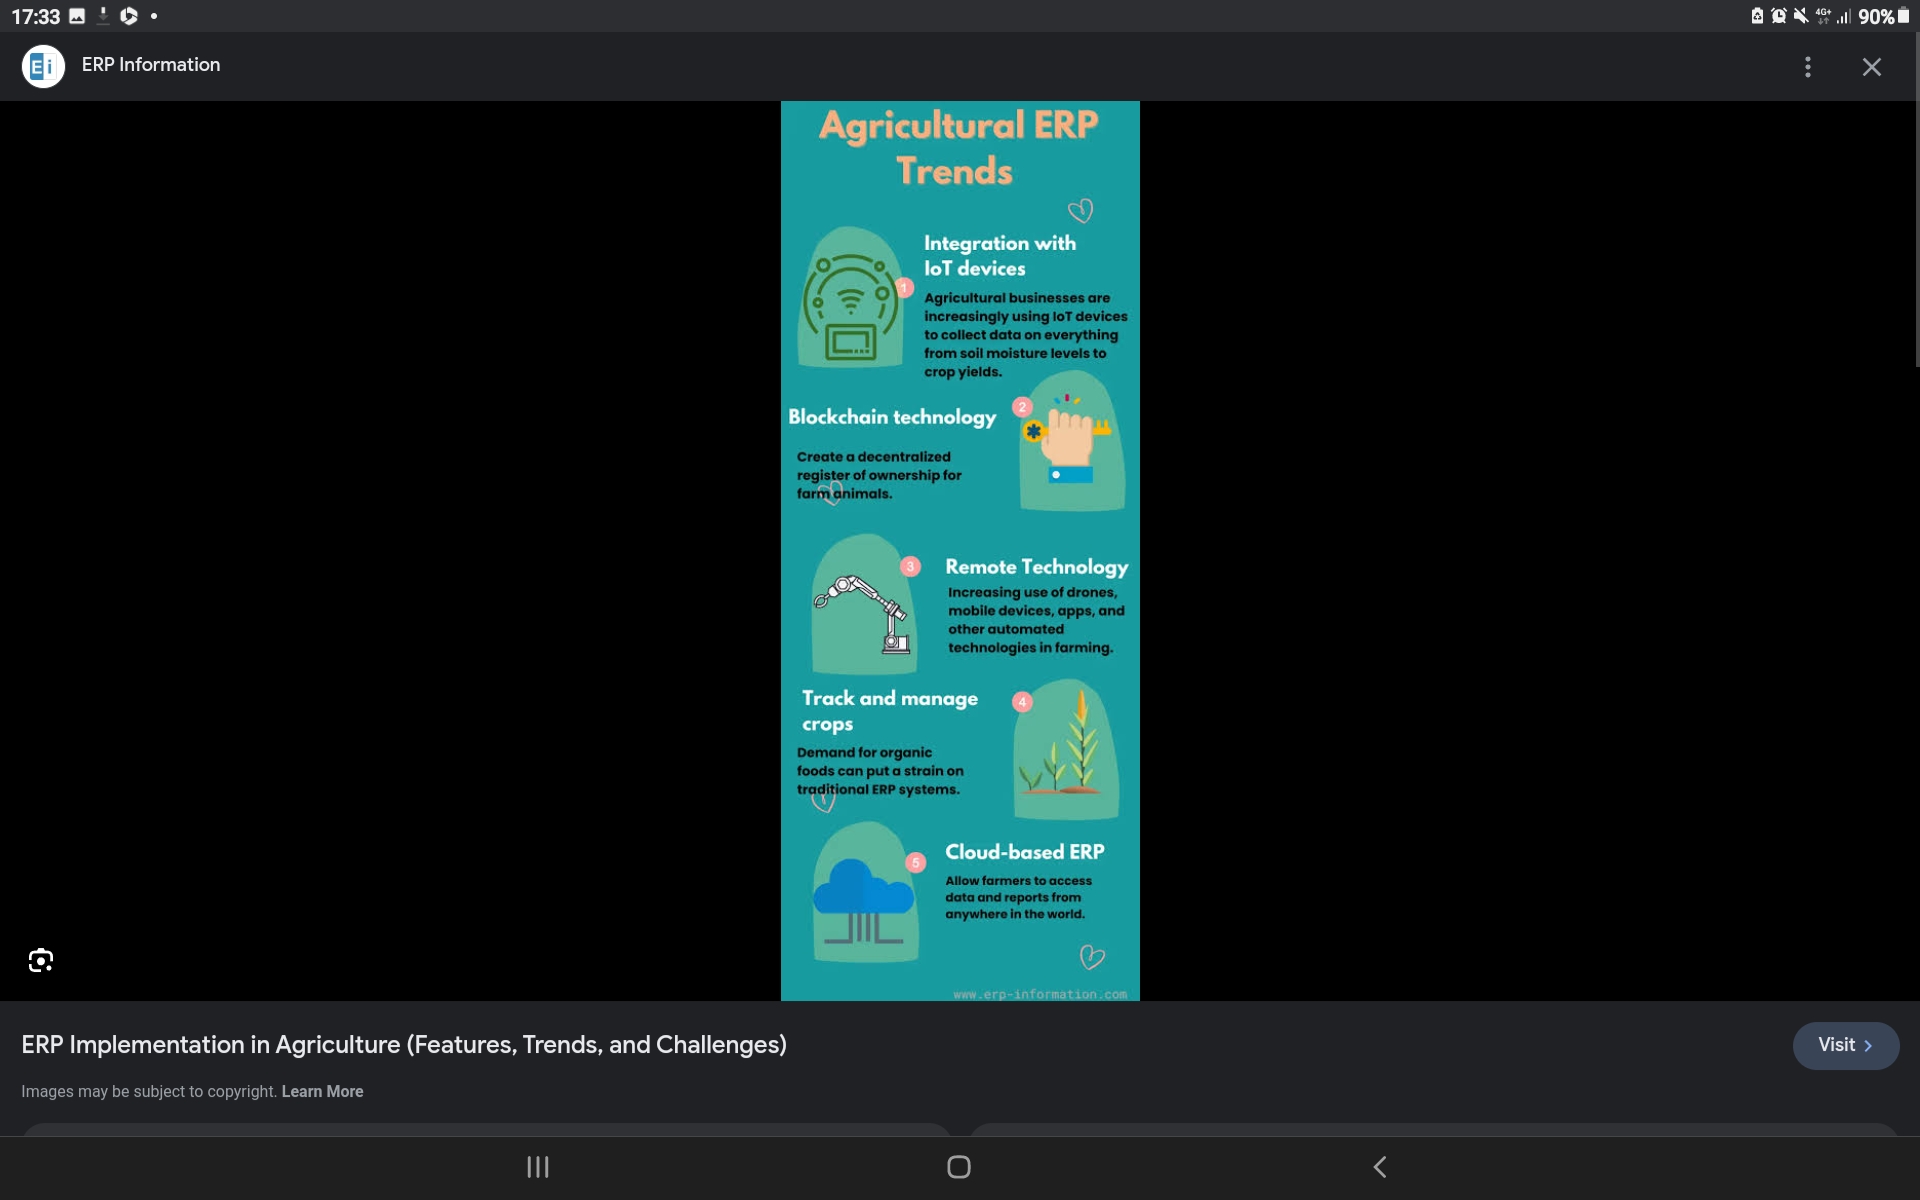 17:33
4G+
90%
Ei
ERP Information
Agricultural ERP
Trends
Integration with
IoT devices
1
Agricultural businesses are
increasingly using IoT devices
to collect data on everything
from soil moisture levels to
crop yields.
Blockchain technology
2
Create a decentralized
register of ownership for
farm animals.
3
Remote Technology
Increasing use of drones,
mobile devices, apps, and
other automated
technologies in farming.
Track and manage
crops
4
Demand for organic
foods can put a strain on
traditional ERP systems.
5
Cloud-based ERP
Allow farmers to access
data and reports from
anywhere in the world.
www.erp-information.com
ERP Implementation in Agriculture (Features, Trends, and Challenges)
Visit
Images may be subject to copyright. Learn More